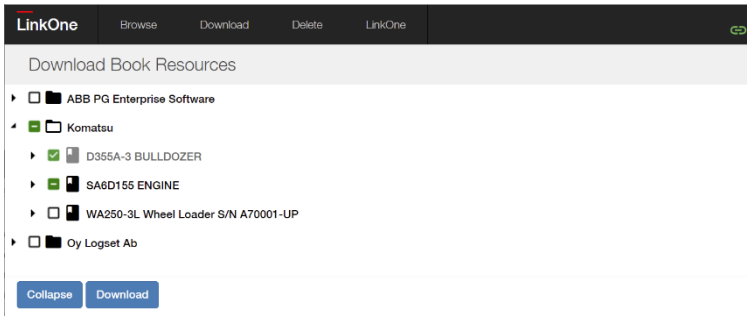 LinkOne Browse Download Delete LinkOne
Download Book Resources
ABB PG Enterprise Software
Komatsu
D355A-3 BULLDOZER
SA6D155 ENGINE
WA250-3L Wheel Loader S/N A70001-UP
Oy Logset Ab
Collapse Download